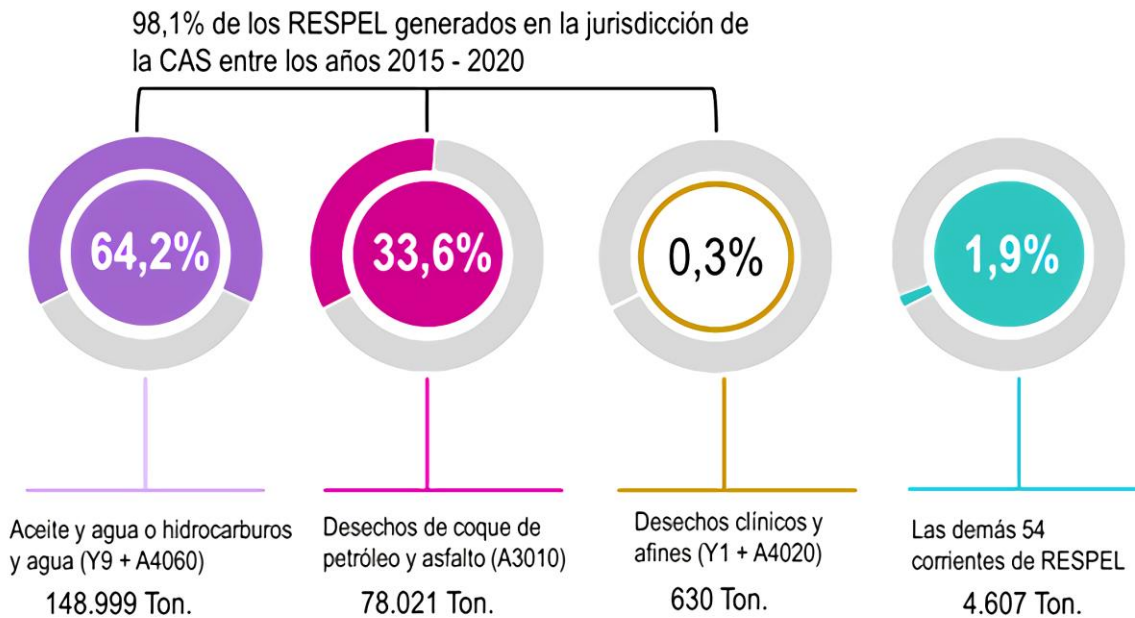 98,1% de los RESPEL generados en la jurisdicción de
la CAS entre los años 2015 - 2020
64,2%
33,6%
0,3%
1,9%
Aceite y agua o hidrocarburos
y agua (Y9 + A4060)
148.999 Ton.
Desechos de coque de
petróleo y asfalto (A3010)
78.021 Ton.
Desechos clínicos y
afines (Y1 + A4020)
630 Ton.
Las demás 54
corrientes de RESPEL
4.607 Ton.